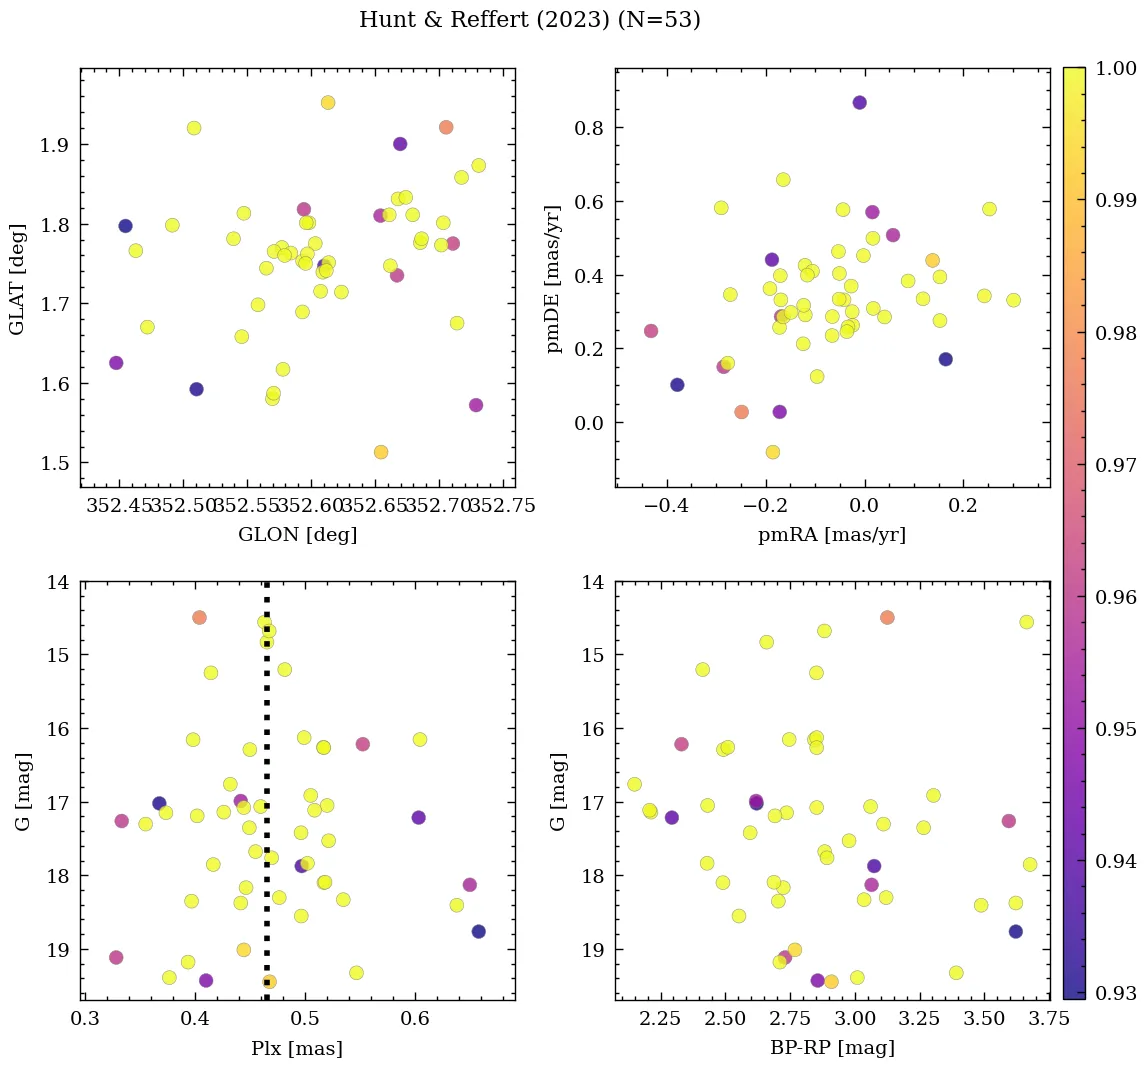 Hunt & Reffert (2023) (N=53)
1.9
1.8
1.7
1.6
1.5
GLAT [deg]
352.45 352.50 352.55 352.60 352.65 352.70 352.75
GLON [deg]
0.8
0.6
0.4
0.2
0.0
pmDE [mas/yr]
−0.4 −0.2 0.0 0.2
pmRA [mas/yr]
14
15
16
17
18
19
G [mag]
0.3 0.4 0.5 0.6
Plx [mas]
14
15
16
17
18
19
G [mag]
2.25 2.50 2.75 3.00 3.25 3.50 3.75
BP-RP [mag]
1.00
0.99
0.98
0.97
0.96
0.95
0.94
0.93